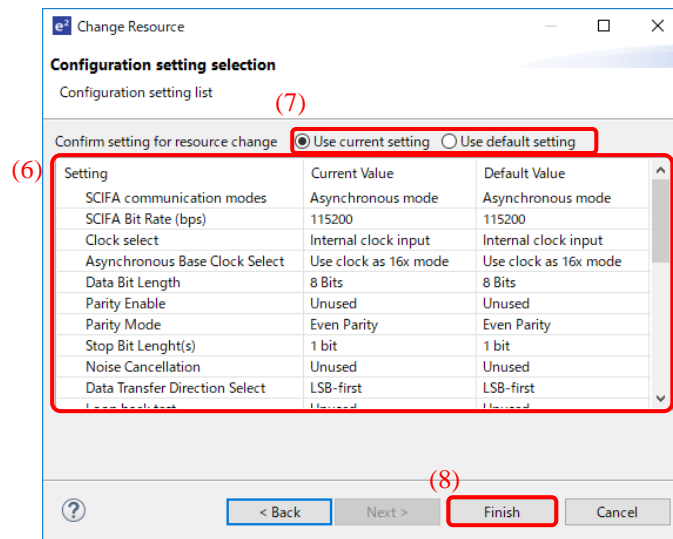 e² Change Resource
Configuration setting selection
Configuration setting list
(7)
Confirm setting for resource change Use current setting Use default setting
(6)
Setting Current Value Default Value
SCIFA communication modes Asynchronous mode Asynchronous mode
SCIFA Bit Rate (bps) 115200 115200
Clock select Internal clock input Internal clock input
Asynchronous Base Clock Select Use clock as 16x mode Use clock as 16x mode
Data Bit Length 8 Bits 8 Bits
Parity Enable Unused Unused
Parity Mode Even Parity Even Parity
Stop Bit Lenght(s) 1 bit 1 bit
Noise Cancellation Unused Unused
Data Transfer Direction Select LSB-first LSB-first
(8)
? < Back Next > Finish Cancel